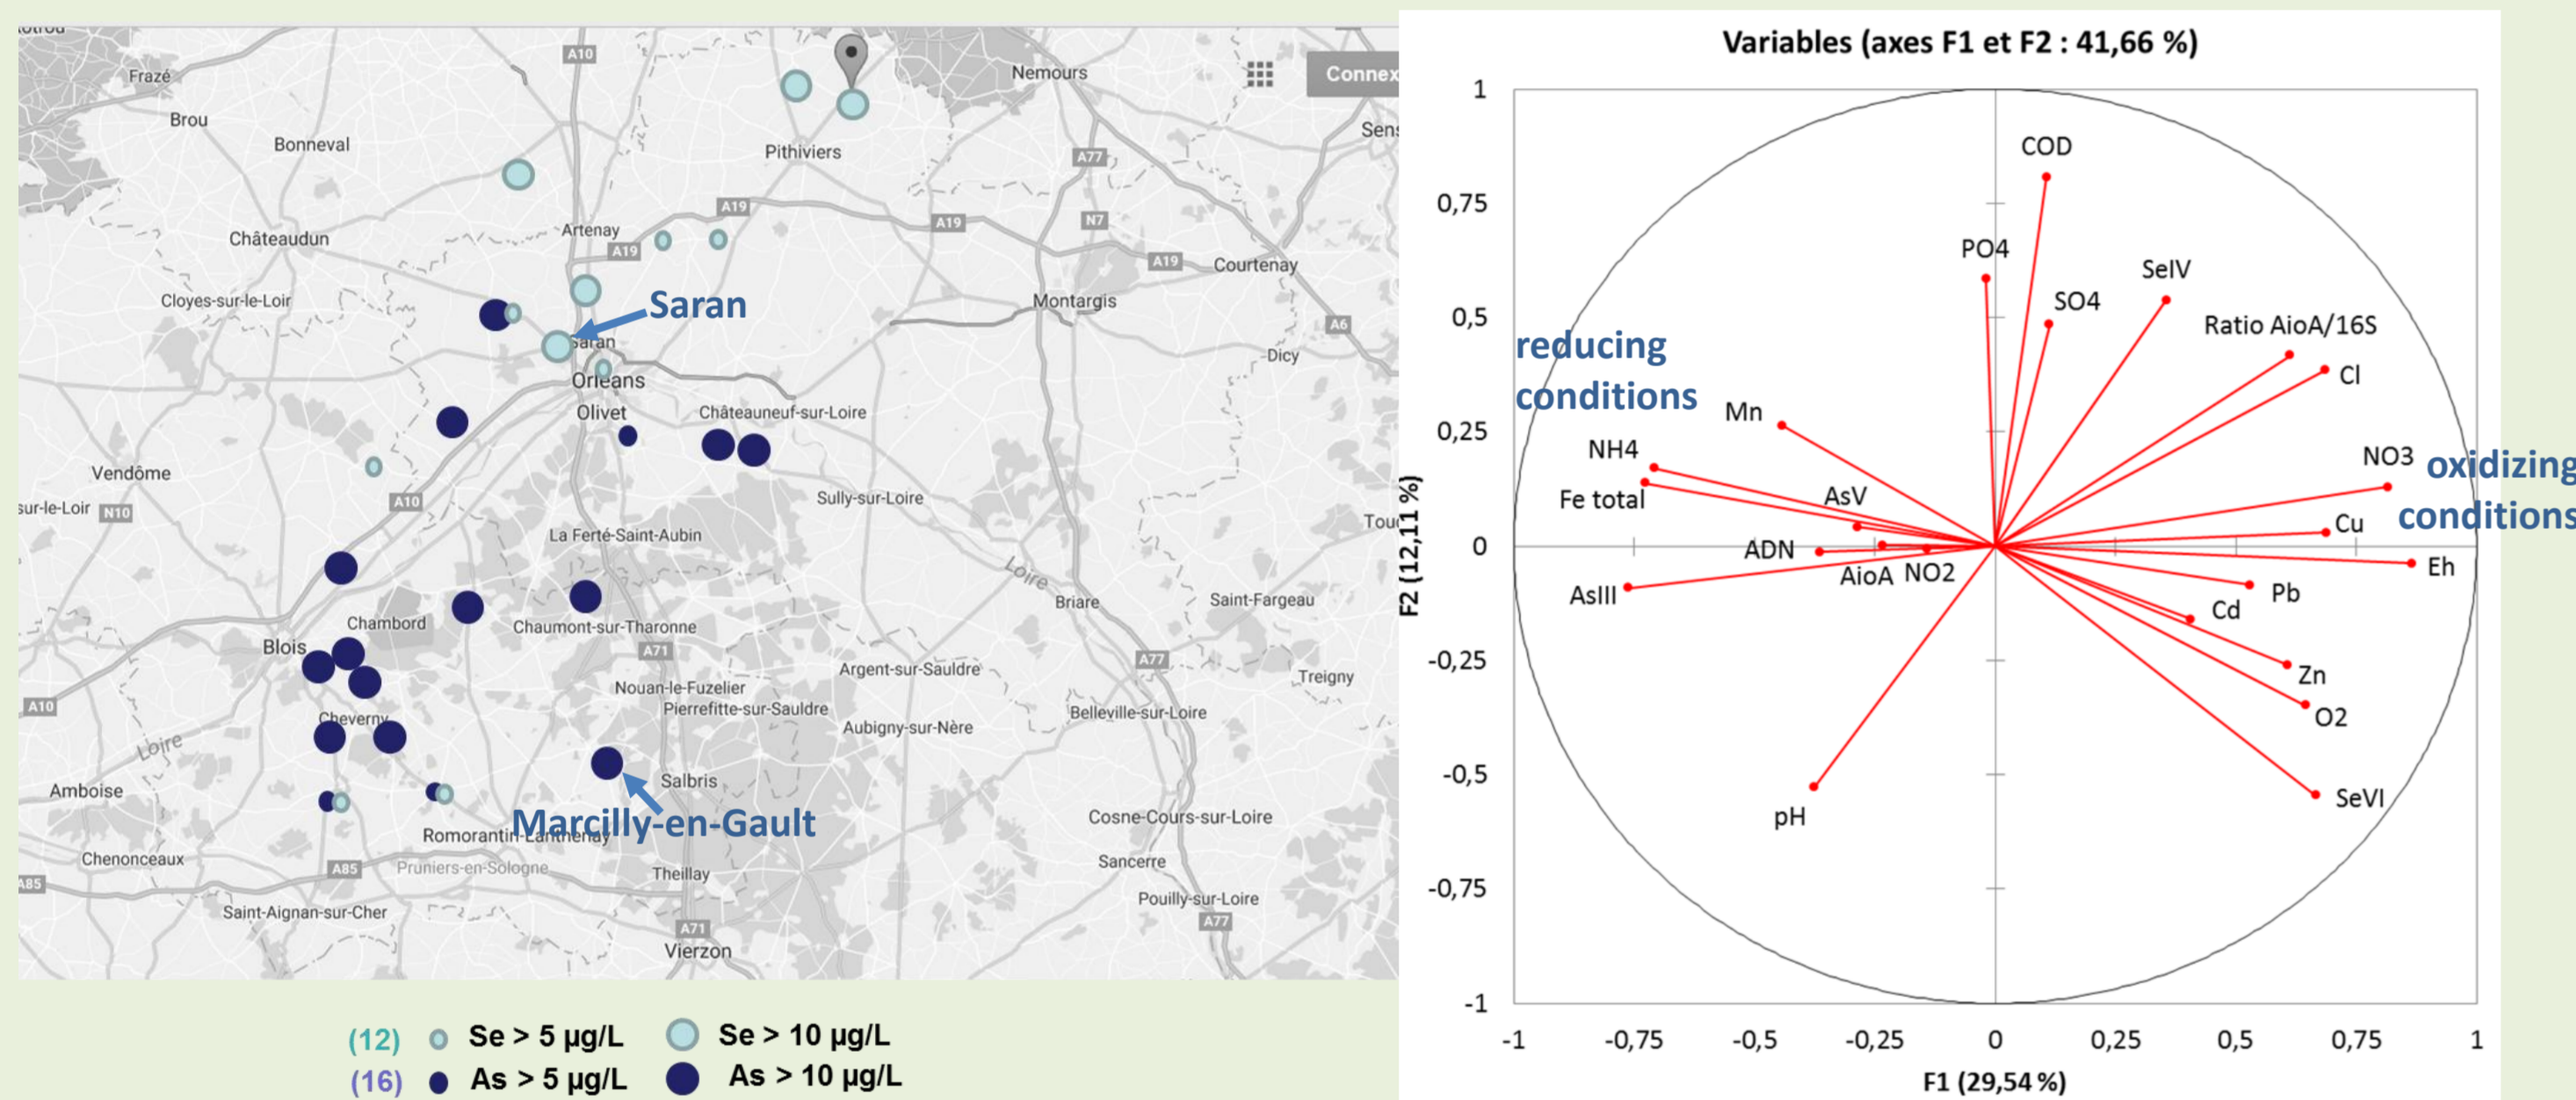 Frazé
A10
Nemours
Connex
Brou
Bonneval
Sens
Pithiviers
A77
A19
N7
Châteaudun
Artenay
A19
A19
A19
Courtenay
Cloyes-sur-le-Loir
Saran
Montargis
A6
Saran
Dicy
Orléans
Olivet
Châteauneuf-sur-Loire
Vendôme
A10
Sully-sur-Loire
sur-le-Loir
N10
La Ferté-Saint-Aubin
Loire
Briare
Saint-Fargeau
Chambord
Chaumont-sur-Tharonne
Blois
A71
A77
Argent-sur-Sauldre
Treigny
Nouan-le-Fuzelier
Pierrefitte-sur-Sauldre
A10
Cheverny
Aubigny-sur-Nère
Belleville-sur-Loire
Loire
Salbris
Amboise
Marcilly-en-Gault
Romorantin-Lanthenay
Cosne-Cours-sur-Loire
Chenonceaux
A85
Pruniers-en-Sologne
Theillay
Sancerre
A85
Pouilly-sur-Loire
Saint-Aignan-sur-Cher
A71
A77
Vierzon
(12) Se > 5 µg/L Se > 10 µg/L
(16) As > 5 µg/L As > 10 µg/L
Variables (axes F1 et F2 : 41,66 %)
1
0,75
0,5
0,25
0
-0,25
-0,5
-0,75
-1
F2 (12,11 %)
COD
PO4
SeIV
SO4
Ratio AioA/16S
Cl
reducing
conditions
Mn
NH4
NO3
oxidizing
conditions
Fe total
AsV
Cu
ADN
Eh
AioA
NO2
AsIII
Pb
Cd
Zn
O2
SeVI
pH
-1 -0,75 -0,5 -0,25 0 0,25 0,5 0,75 1
F1 (29,54 %)